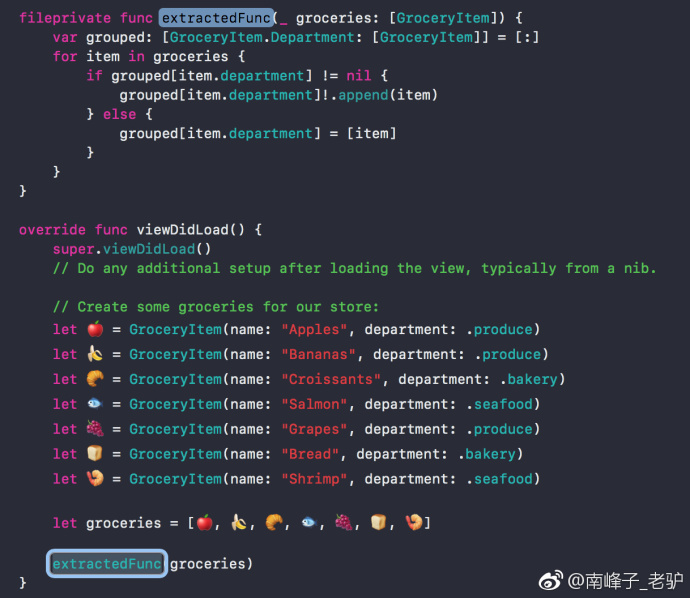 fileprivate func extractedFunc(_ groceries: [GroceryItem]) {
    var grouped: [GroceryItem.Department: [GroceryItem]] = [:]
    for item in groceries {
        if grouped[item.department] != nil {
            grouped[item.department]!.append(item)
        } else {
            grouped[item.department] = [item]
        }
    }
}

override func viewDidLoad() {
    super.viewDidLoad()
    // Do any additional setup after loading the view, typically from a nib.

    // Create some groceries for our store:
    let 🍎 = GroceryItem(name: "Apples", department: .produce)
    let 🍌 = GroceryItem(name: "Bananas", department: .produce)
    let 🥐 = GroceryItem(name: "Croissants", department: .bakery)
    let 🐟 = GroceryItem(name: "Salmon", department: .seafood)
    let 🍇 = GroceryItem(name: "Grapes", department: .produce)
    let 🍞 = GroceryItem(name: "Bread", department: .bakery)
    let 🍤 = GroceryItem(name: "Shrimp", department: .seafood)

    let groceries = [🍎, 🍌, 🥐, 🐟, 🍇, 🍞, 🍤]

    extractedFunc(groceries)
}
@南峰子_老驴